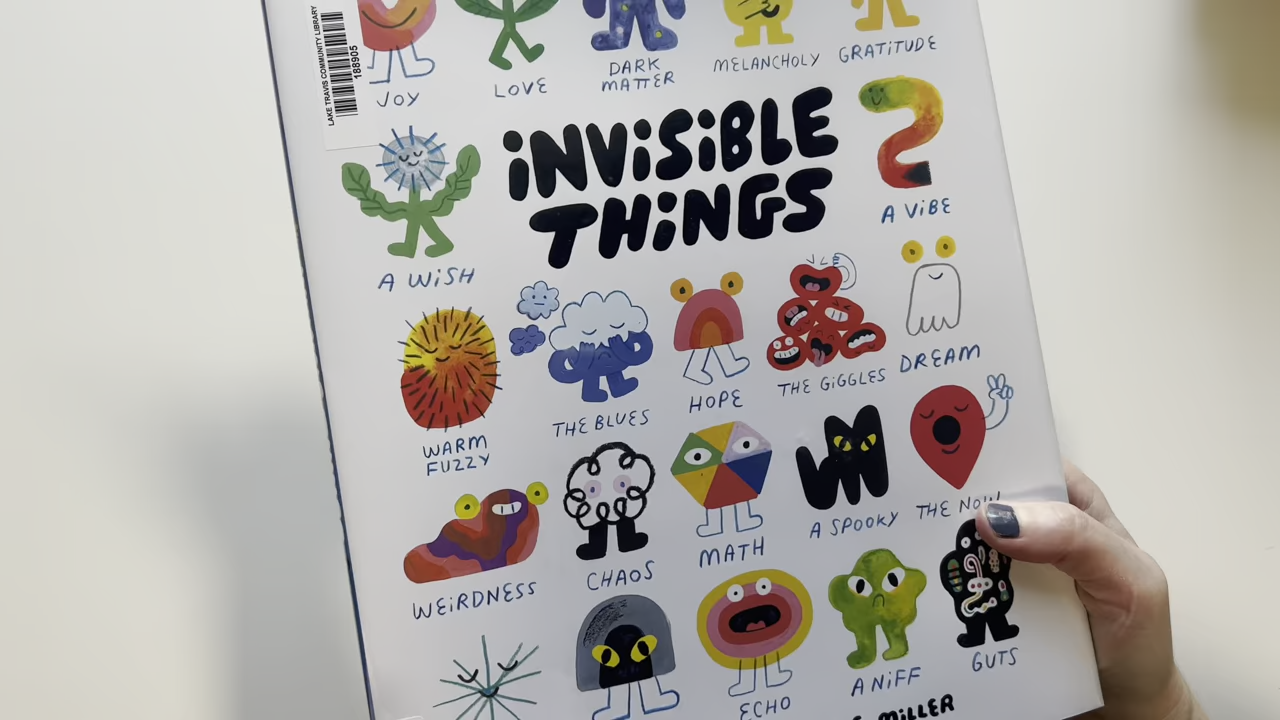 LAKE TRAVIS COMMUNITY LIBRARY
188905
JOY
LOVE
DARK
MATTER
MELANCHOLY
GRATITUDE
INVISIBLE
THINGS
A WISH
A VIBE
WARM
FUZZY
THE BLUES
HOPE
THE GIGGLES
DREAM
WEIRDNESS
CHAOS
MATH
A SPOOKY
THE NOW
ECHO
A NIFF
GUTS
MILLER